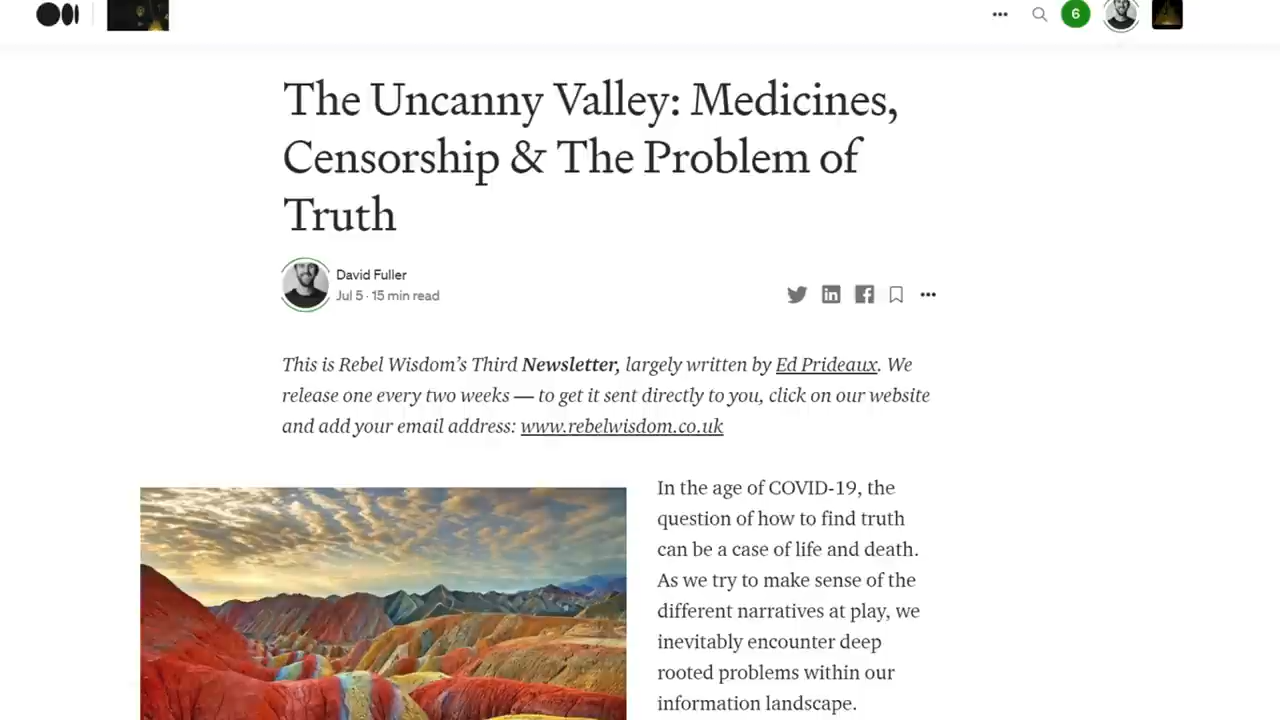 6
The Uncanny Valley: Medicines,
Censorship & The Problem of
Truth
David Fuller
Jul 5 · 15 min read
This is Rebel Wisdom’s Third Newsletter, largely written by Ed Prideaux. We
release one every two weeks — to get it sent directly to you, click on our website
and add your email address: www.rebelwisdom.co.uk
In the age of COVID-19, the
question of how to find truth
can be a case of life and death.
As we try to make sense of the
different narratives at play, we
inevitably encounter deep
rooted problems within our
information landscape.